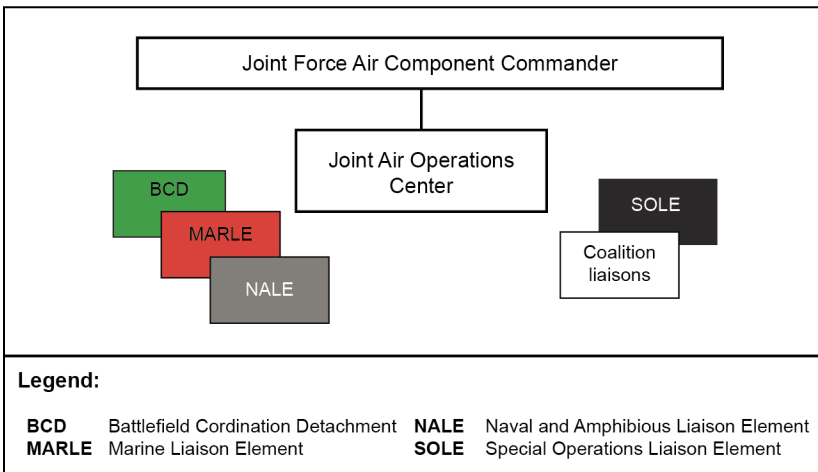 Joint Force Air Component Commander
Joint Air Operations
Center
BCD
MARLE
NALE
SOLE
Coalition
liaisons
Legend:
BCD Battlefield Cordination Detachment NALE Naval and Amphibious Liaison Element
MARLE Marine Liaison Element SOLE Special Operations Liaison Element